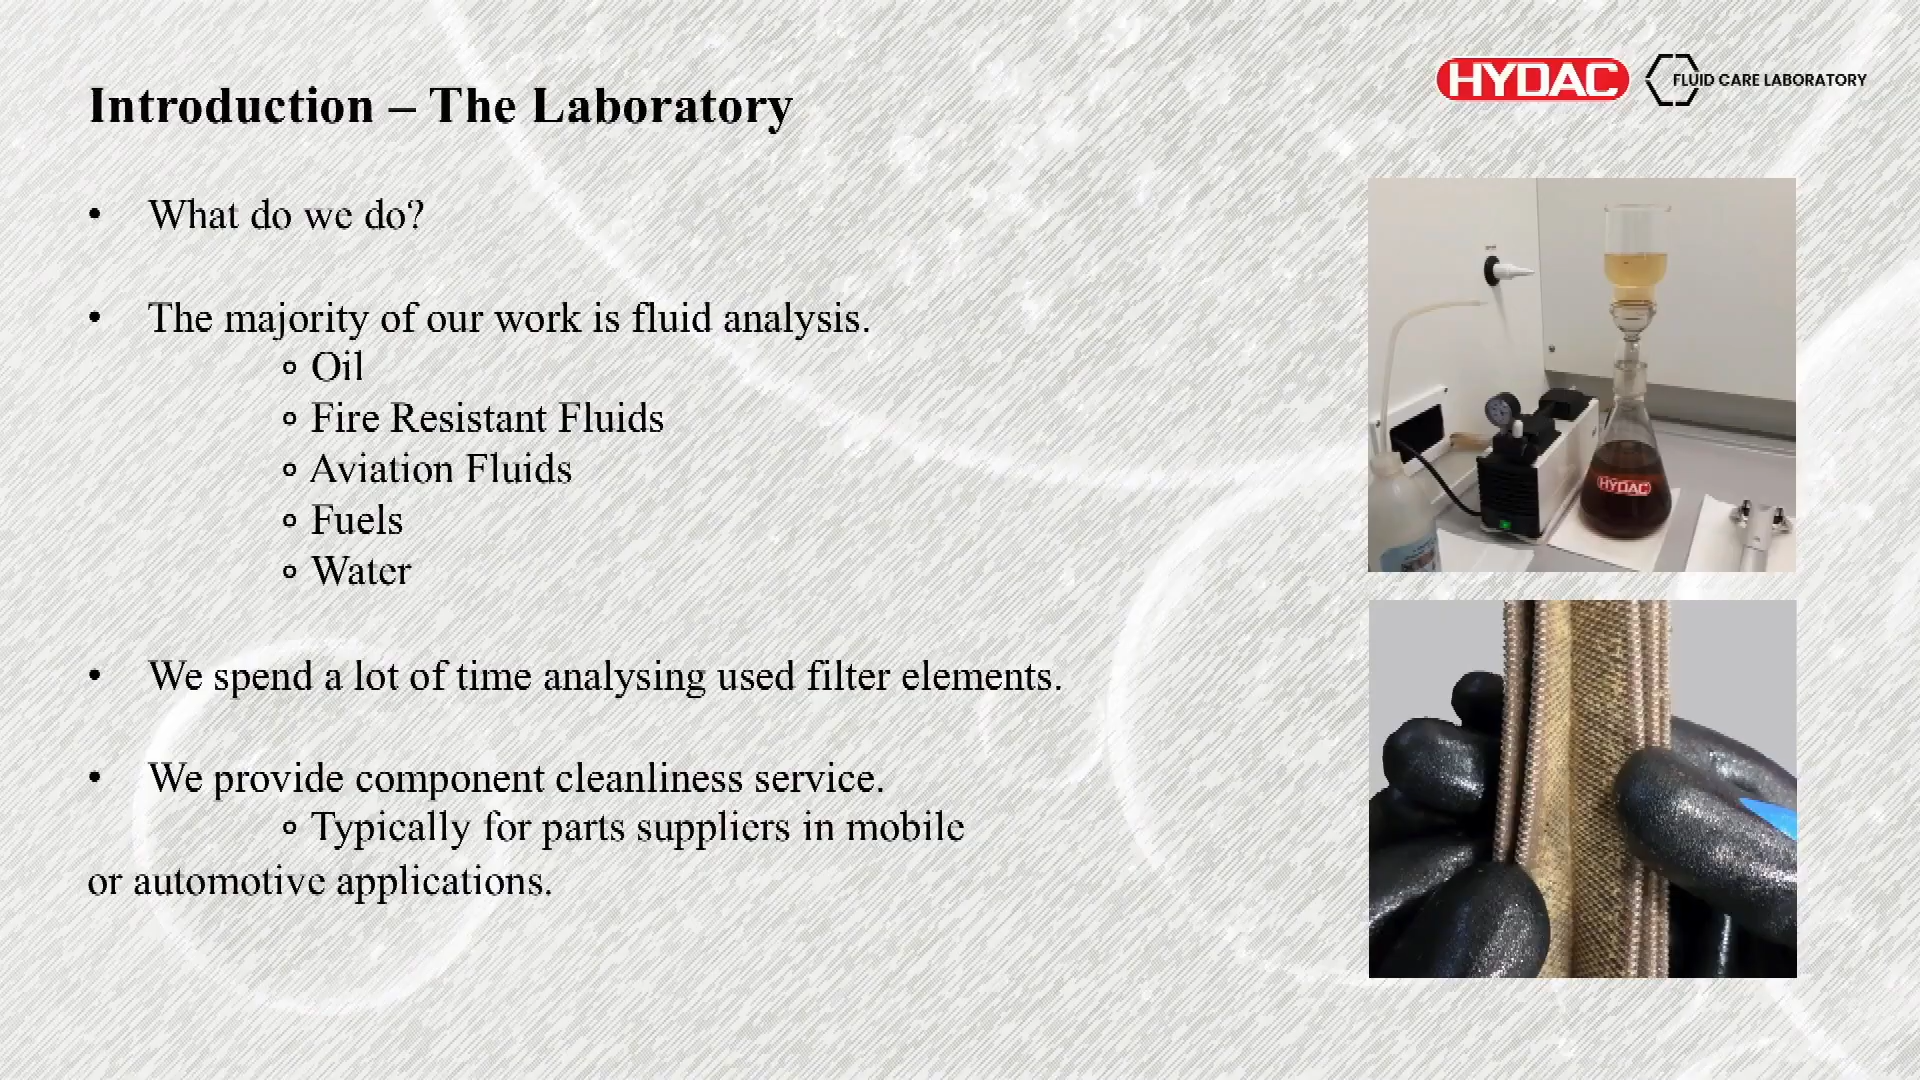 HYDAC FLUID CARE LABORATORY
Introduction – The Laboratory
• What do we do?
• The majority of our work is fluid analysis.
∘ Oil
∘ Fire Resistant Fluids
∘ Aviation Fluids
∘ Fuels
∘ Water
• We spend a lot of time analysing used filter elements.
• We provide component cleanliness service.
∘ Typically for parts suppliers in mobile
or automotive applications.
HYDAC